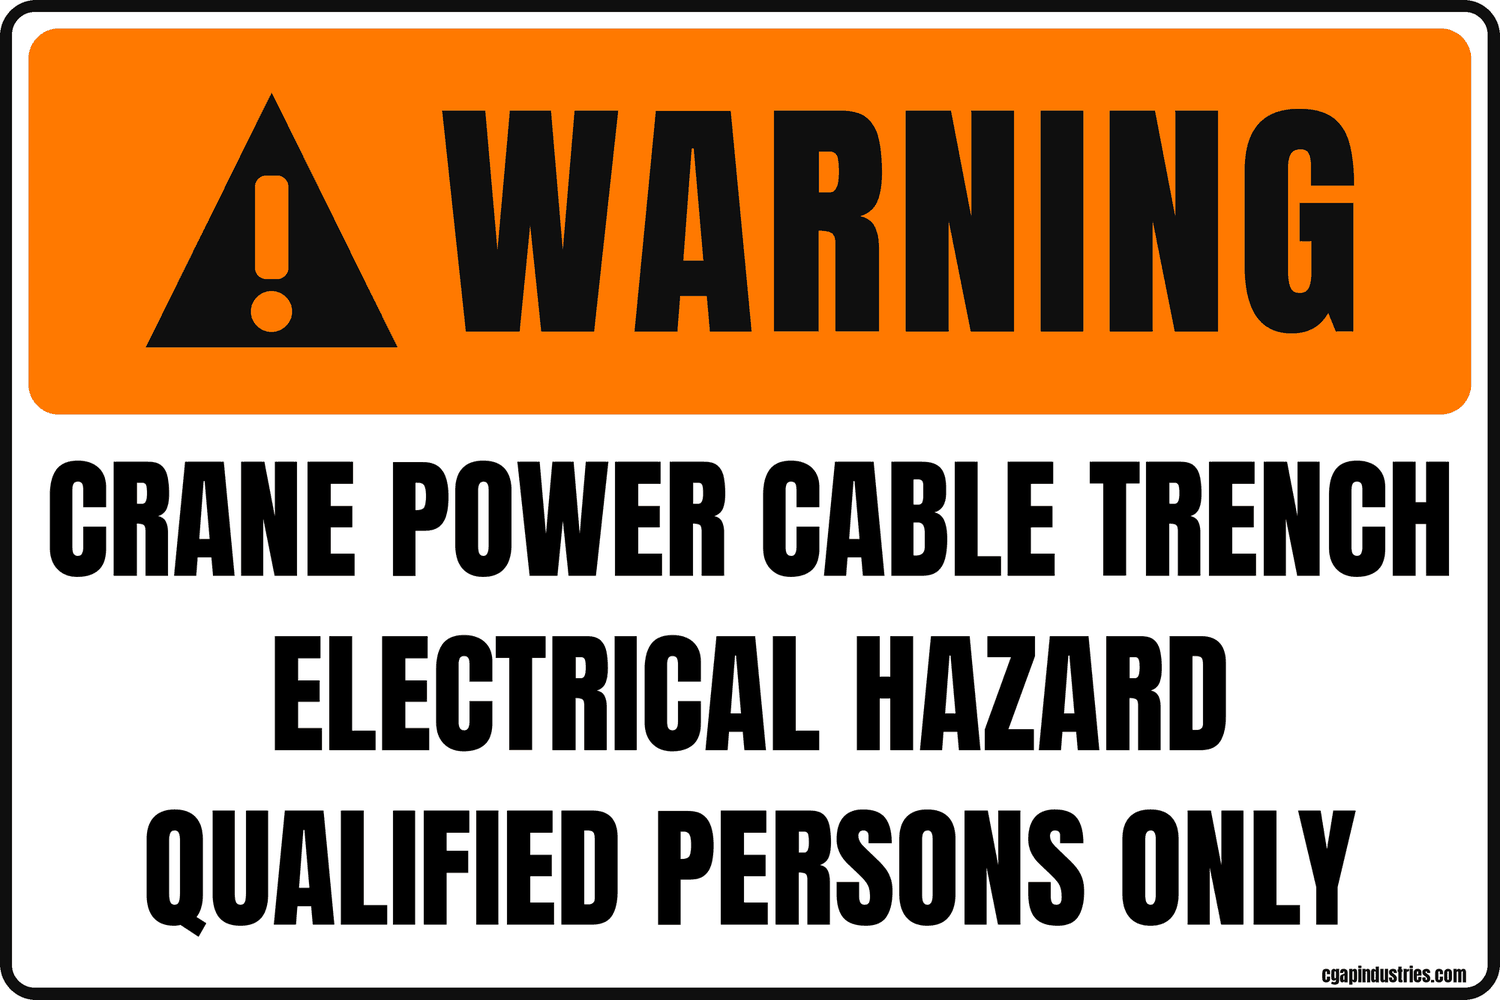 WARNING
CRANE POWER CABLE TRENCH
ELECTRICAL HAZARD
QUALIFIED PERSONS ONLY
cgapindustries.com